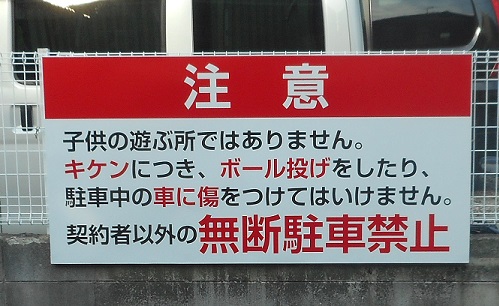 注意
子供の遊ぶ所ではありません。
キケンにつき、ボール投げをしたり、
駐車中の車に傷をつけてはいけません。
契約者以外の無断駐車禁止